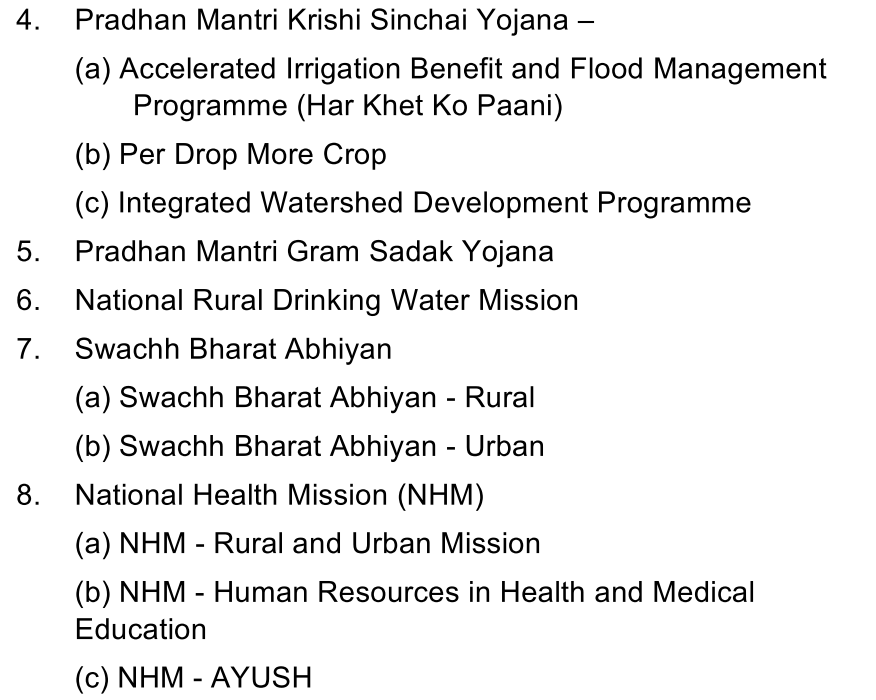 4. Pradhan Mantri Krishi Sinchai Yojana –
(a) Accelerated Irrigation Benefit and Flood Management
Programme (Har Khet Ko Paani)
(b) Per Drop More Crop
(c) Integrated Watershed Development Programme
5. Pradhan Mantri Gram Sadak Yojana
6. National Rural Drinking Water Mission
7. Swachh Bharat Abhiyan
(a) Swachh Bharat Abhiyan - Rural
(b) Swachh Bharat Abhiyan - Urban
8. National Health Mission (NHM)
(a) NHM - Rural and Urban Mission
(b) NHM - Human Resources in Health and Medical
Education
(c) NHM - AYUSH